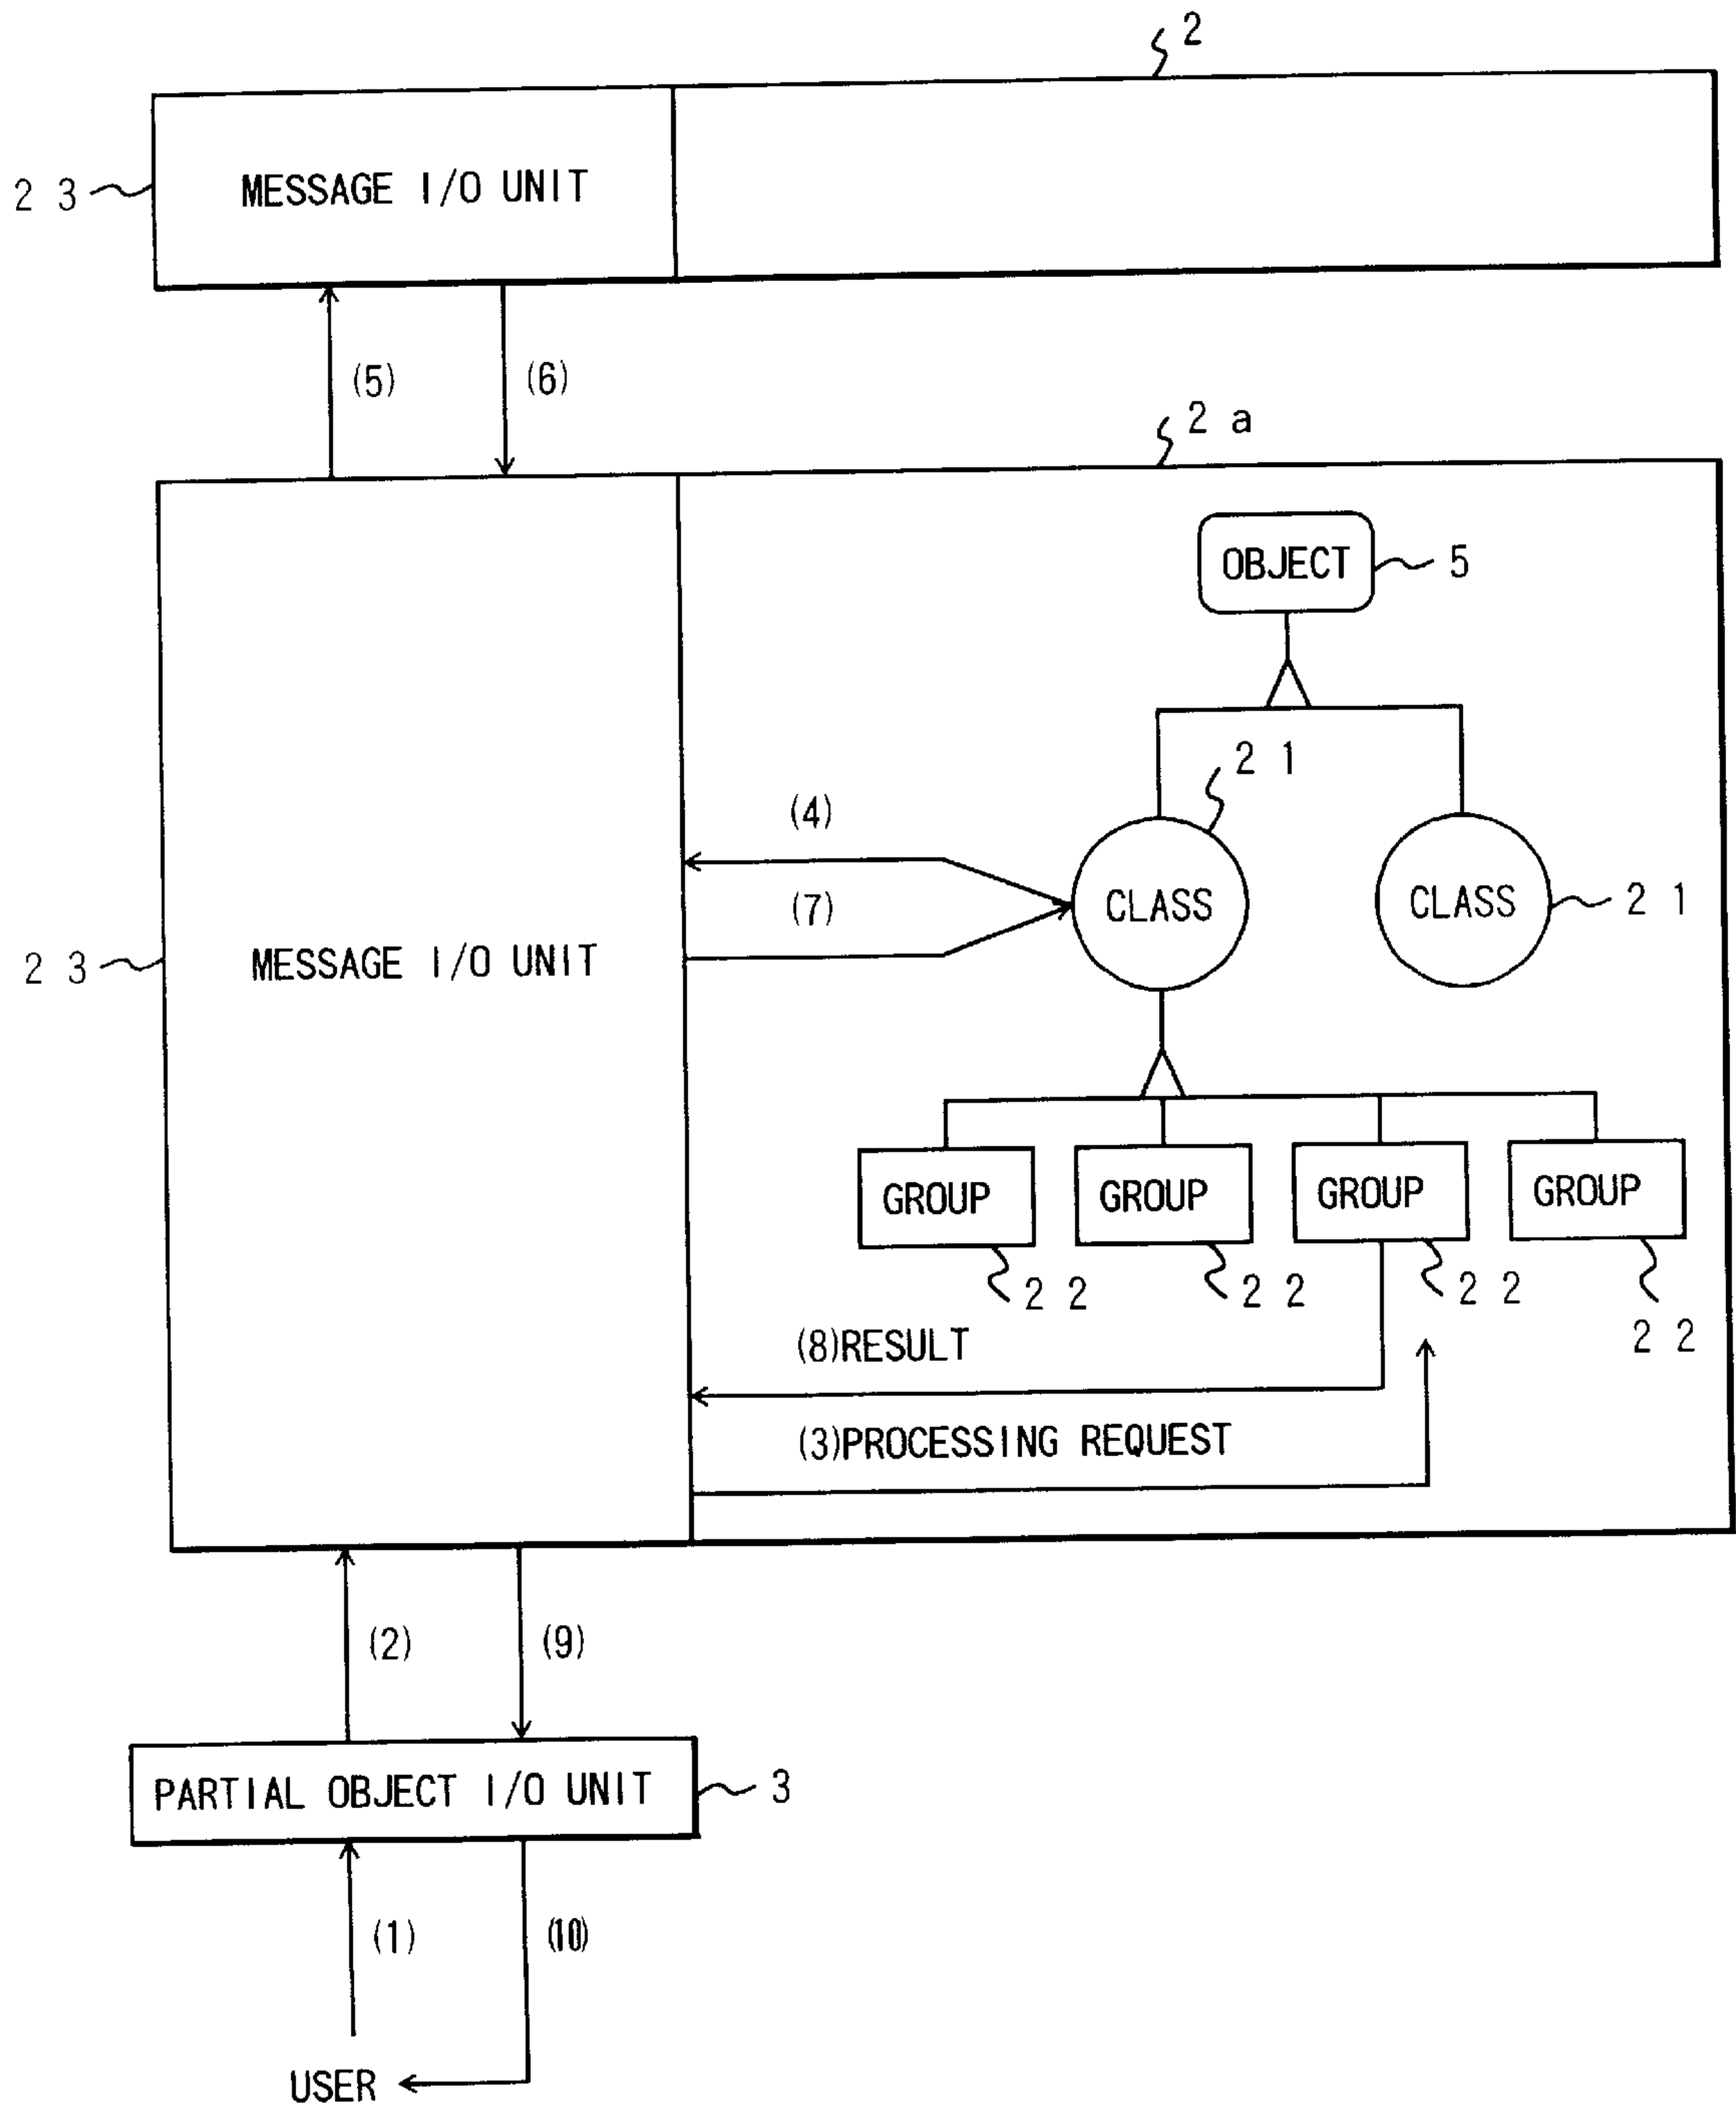 2
2 3
MESSAGE I/O UNIT
(5)
(6)
2 a
OBJECT
5
2 1
(4)
(7)
CLASS
CLASS
2 1
2 3
MESSAGE I/O UNIT
GROUP
GROUP
GROUP
GROUP
2 2
2 2
2 2
2 2
(8)RESULT
(3)PROCESSING REQUEST
(2)
(9)
PARTIAL OBJECT I/O UNIT
3
(1)
(10)
USER